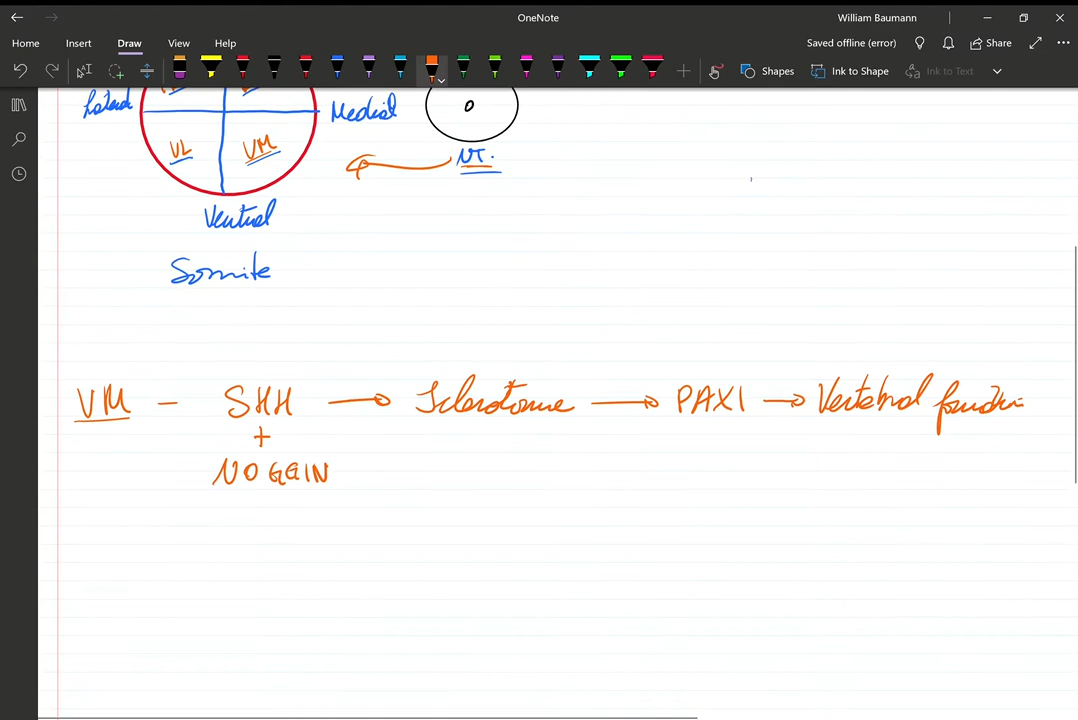 OneNote
William Baumann
Home Insert Draw View Help
Saved offline (error) Share
Shapes Ink to Shape Ink to Text
Lateral Medial
VL VM
NT.
Ventral
Somite
VM - SHH → Sclerotome → PAX1 → Vertebral
+
NOGGIN